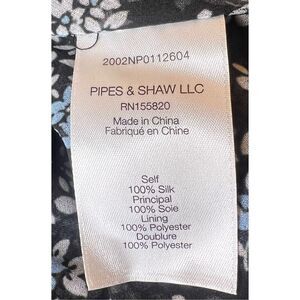 2002NP0112604
PIPES & SHAW LLC
RN155820
Made in China
Fabriqué en Chine
Self
100% Silk
Principal
100% Soie
Lining
100% Polyester
Doublure
100% Polyester